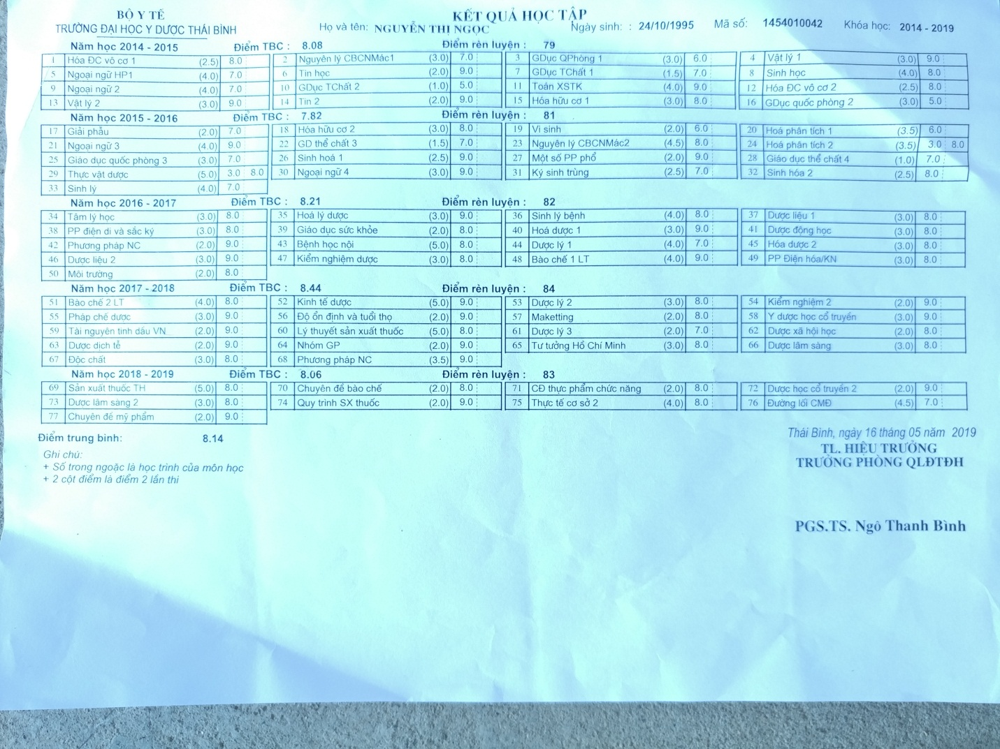 BỘ Y TẾ
TRƯỜNG ĐẠI HỌC Y DƯỢC THÁI BÌNH
KẾT QUẢ HỌC TẬP
Họ và tên: NGUYỄN THỊ NGỌC Ngày sinh: : 24/10/1995 Mã số: 1454010042 Khóa học: 2014 - 2019
Năm học 2014 - 2015 Điểm TBC : 8.08 Điểm rèn luyện : 79
1 Hóa ĐC vô cơ 1 (2.5) 8.0 2 Nguyên lý CBCNMác1 (3.0) 7.0 3 GDục QPhòng 1 (3.0) 6.0 4 Vật lý 1 (3.0) 9.0
5 Ngoại ngữ HP1 (4.0) 7.0 6 Tin học (2.0) 9.0 7 GDục TChất 1 (1.5) 7.0 8 Sinh học (4.0) 8.0
9 Ngoại ngữ 2 (4.0) 7.0 10 GDục TChất 2 (1.0) 5.0 11 Toán XSTK (4.0) 9.0 12 Hóa ĐC vô cơ 2 (2.5) 8.0
13 Vật lý 2 (3.0) 9.0 14 Tin 2 (2.0) 9.0 15 Hóa hữu cơ 1 (3.0) 8.0 16 GDục quốc phòng 2 (3.0) 5.0
Năm học 2015 - 2016 Điểm TBC : 7.82 Điểm rèn luyện : 81
17 Giải phẫu (2.0) 7.0 18 Hóa hữu cơ 2 (3.0) 8.0 19 Vi sinh (2.0) 6.0 20 Hoá phân tích 1 (3.5) 6.0
21 Ngoại ngữ 3 (4.0) 9.0 22 GD thể chất 3 (1.5) 7.0 23 Nguyên lý CBCNMác2 (4.5) 8.0 24 Hoá phân tích 2 (3.5) 3.0 8.0
25 Giáo dục quốc phòng 3 (3.0) 7.0 26 Sinh hoá 1 (2.5) 9.0 27 Một số PP phổ (2.0) 9.0 28 Giáo dục thể chất 4 (1.0) 7.0
29 Thực vật dược (5.0) 3.0 8.0 30 Ngoại ngữ 4 (3.0) 9.0 31 Ký sinh trùng (2.5) 7.0 32 Sinh hóa 2 (2.5) 8.0
33 Sinh lý (4.0) 7.0
Năm học 2016 - 2017 Điểm TBC : 8.21 Điểm rèn luyện : 82
34 Tâm lý học (3.0) 8.0 35 Hoá lý dược (3.0) 9.0 36 Sinh lý bệnh (4.0) 8.0 37 Dược liệu 1 (3.0) 8.0
38 PP điện di và sắc ký (3.0) 8.0 39 Giáo dục sức khỏe (2.0) 8.0 40 Hoá dược 1 (3.0) 9.0 41 Dược động học (3.0) 8.0
42 Phương pháp NC (2.0) 9.0 43 Bệnh học nội (5.0) 8.0 44 Dược lý 1 (4.0) 7.0 45 Hóa dược 2 (3.0) 8.0
46 Dược liệu 2 (3.0) 9.0 47 Kiểm nghiệm dược (3.0) 8.0 48 Bào chế 1 LT (4.0) 9.0 49 PP Điện hóa/KN (3.0) 8.0
50 Môi trường (2.0) 8.0
Năm học 2017 - 2018 Điểm TBC : 8.44 Điểm rèn luyện : 84
51 Bào chế 2 LT (4.0) 8.0 52 Kinh tế dược (5.0) 9.0 53 Dược lý 2 (3.0) 8.0 54 Kiểm nghiệm 2 (2.0) 9.0
55 Pháp chế dược (3.0) 9.0 56 Độ ổn định và tuổi thọ (2.0) 9.0 57 Maketting (2.0) 8.0 58 Y dược học cổ truyền (3.0) 9.0
59 Tài nguyên tinh dầu VN (2.0) 9.0 60 Lý thuyết sản xuất thuốc (5.0) 8.0 61 Dược lý 3 (2.0) 7.0 62 Dược xã hội học (2.0) 8.0
63 Dược dịch tễ (2.0) 9.0 64 Nhóm GP (2.0) 9.0 65 Tư tưởng Hồ Chí Minh (3.0) 8.0 66 Dược lâm sàng (3.0) 8.0
67 Độc chất (3.0) 8.0 68 Phương pháp NC (3.5) 9.0
Năm học 2018 - 2019 Điểm TBC : 8.06 Điểm rèn luyện : 83
69 Sản xuất thuốc TH (5.0) 8.0 70 Chuyên đề bào chế (2.0) 8.0 71 CĐ thực phẩm chức năng (2.0) 8.0 72 Dược học cổ truyền 2 (2.0) 9.0
73 Dược lâm sàng 2 (3.0) 8.0 74 Quy trình SX thuốc (2.0) 9.0 75 Thực tế cơ sở 2 (4.0) 8.0 76 Đường lối CMĐ (4.5) 7.0
77 Chuyên đề mỹ phẩm (2.0) 9.0
Điểm trung bình: 8.14
Ghi chú:
+ Số trong ngoặc là học trình của môn học
+ 2 cột điểm là điểm 2 lần thi
Thái Bình, ngày 16 tháng 05 năm 2019
TL. HIỆU TRƯỞNG
TRƯỞNG PHÒNG QLĐTĐH
PGS.TS. Ngô Thanh Bình